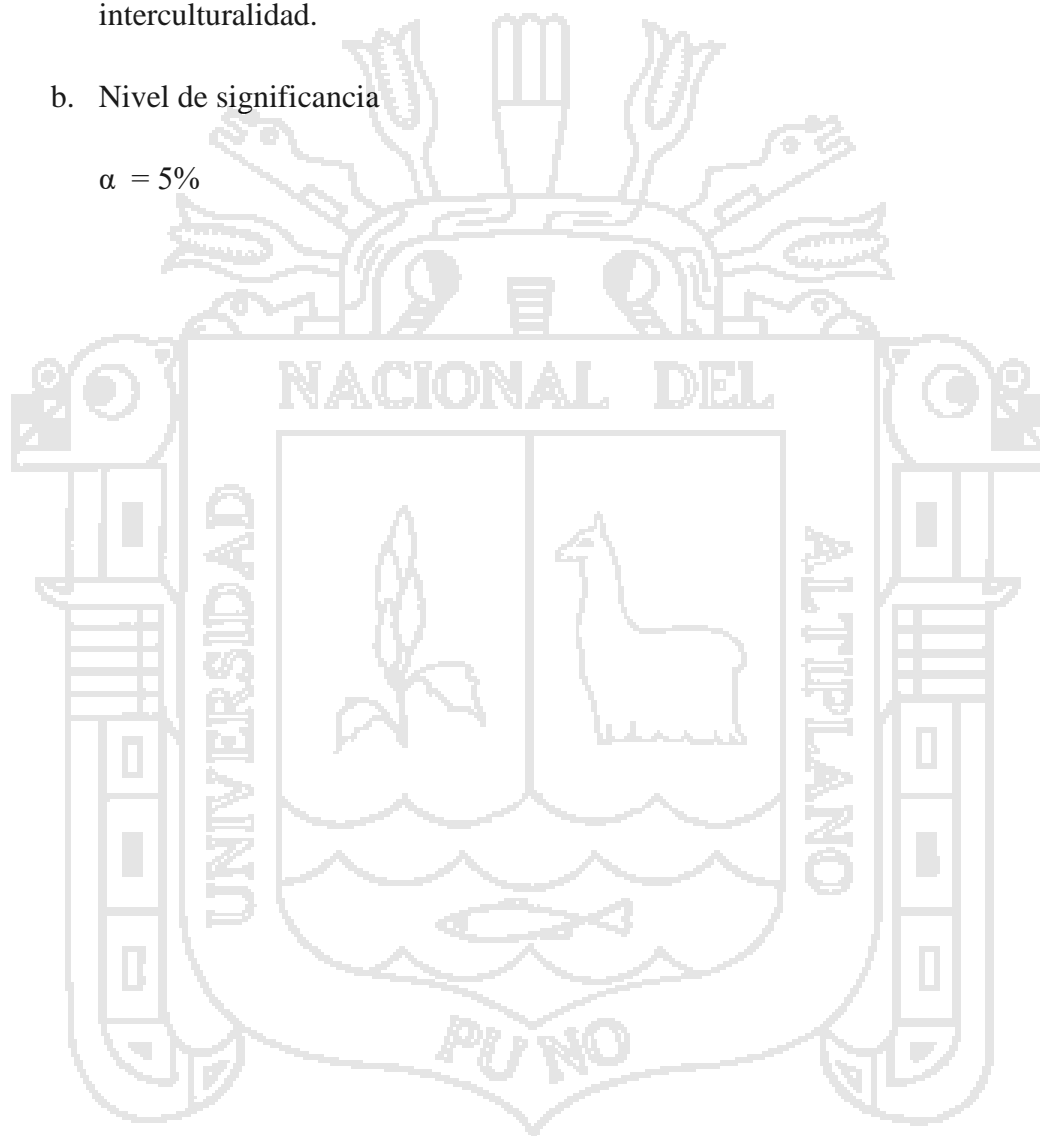 interculturalidad.
b. Nivel de significancia
α = 5%
NACIONAL DEL
UNIVERSIDAD
ALTIPLANO
PUNO